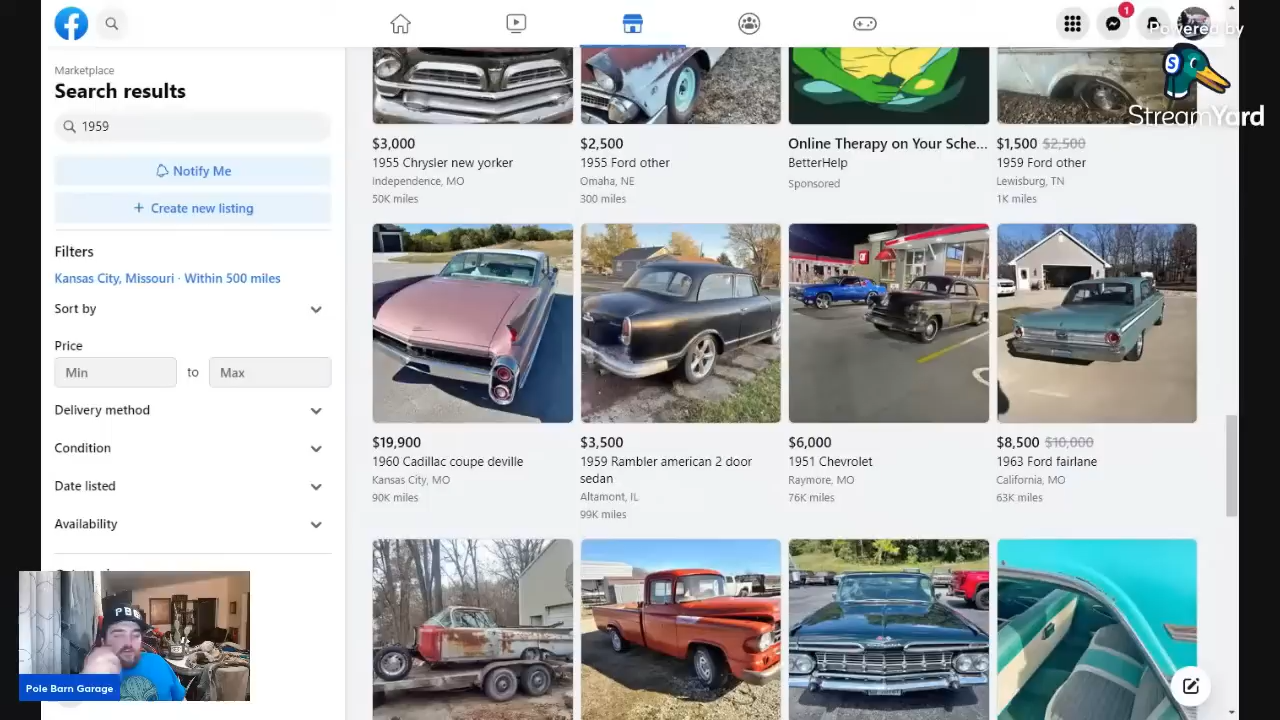 1
Powered by
StreamYard
Marketplace
Search results
1959
Notify Me
+ Create new listing
Filters
Kansas City, Missouri · Within 500 miles
Sort by
Price
Min
to
Max
Delivery method
Condition
Date listed
Availability
$3,000
1955 Chrysler new yorker
Independence, MO
50K miles
$2,500
1955 Ford other
Omaha, NE
300 miles
Online Therapy on Your Sche...
BetterHelp
Sponsored
$1,500 $2,500
1959 Ford other
Lewisburg, TN
1K miles
$19,900
1960 Cadillac coupe deville
Kansas City, MO
90K miles
$3,500
1959 Rambler american 2 door
sedan
Altamont, IL
99K miles
$6,000
1951 Chevrolet
Raymore, MO
76K miles
$8,500 $10,000
1963 Ford fairlane
California, MO
63K miles
PBG
Pole Barn Garage